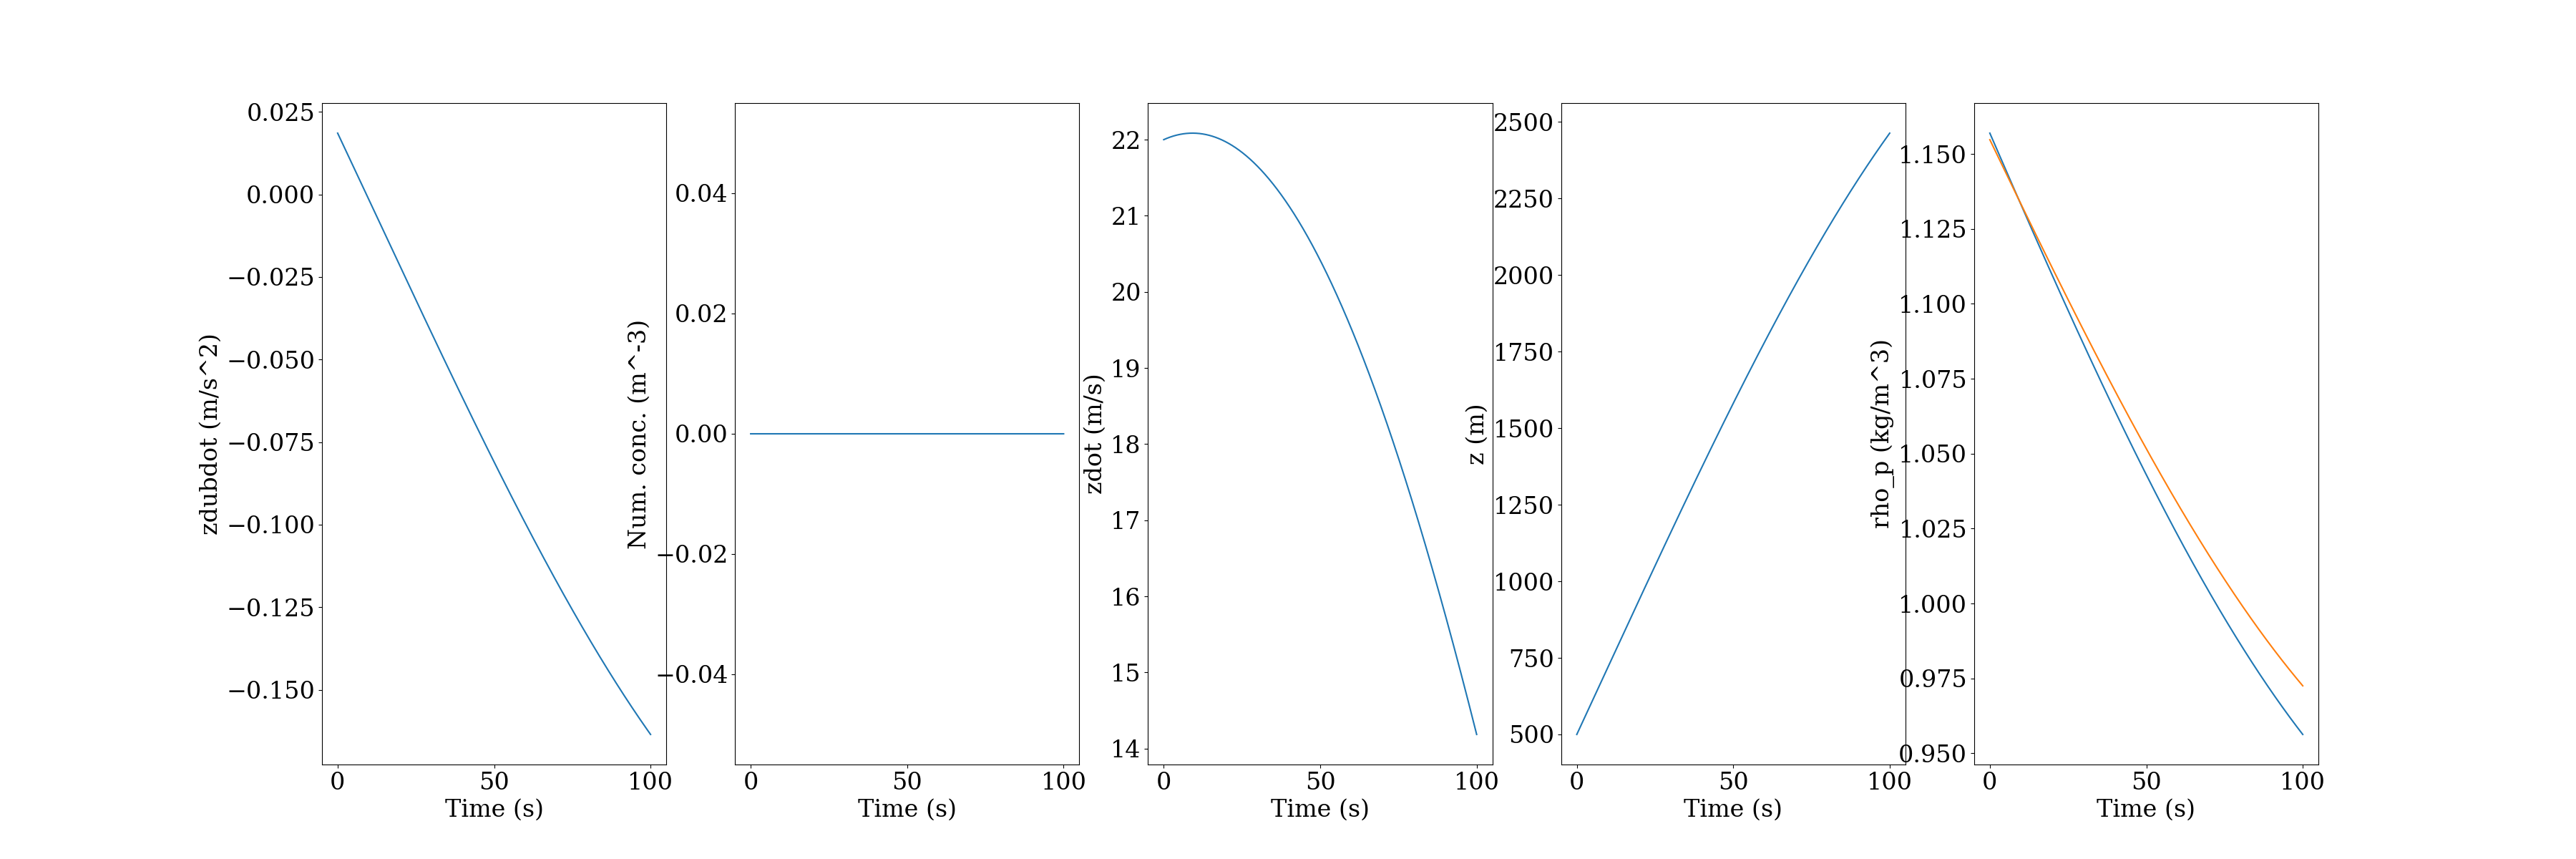 zdubdot (m/s^2)
0.025
0.000
−0.025
−0.050
−0.075
−0.100
−0.125
−0.150
0 50 100
Time (s)
Num. conc. (m^-3)
0.04
0.02
0.00
−0.02
−0.04
0 50 100
Time (s)
zdot (m/s)
22
21
20
19
18
17
16
15
14
0 50 100
Time (s)
z (m)
2500
2250
2000
1750
1500
1250
1000
750
500
0 50 100
Time (s)
rho_p (kg/m^3)
1.150
1.125
1.100
1.075
1.050
1.025
1.000
0.975
0.950
0 50 100
Time (s)